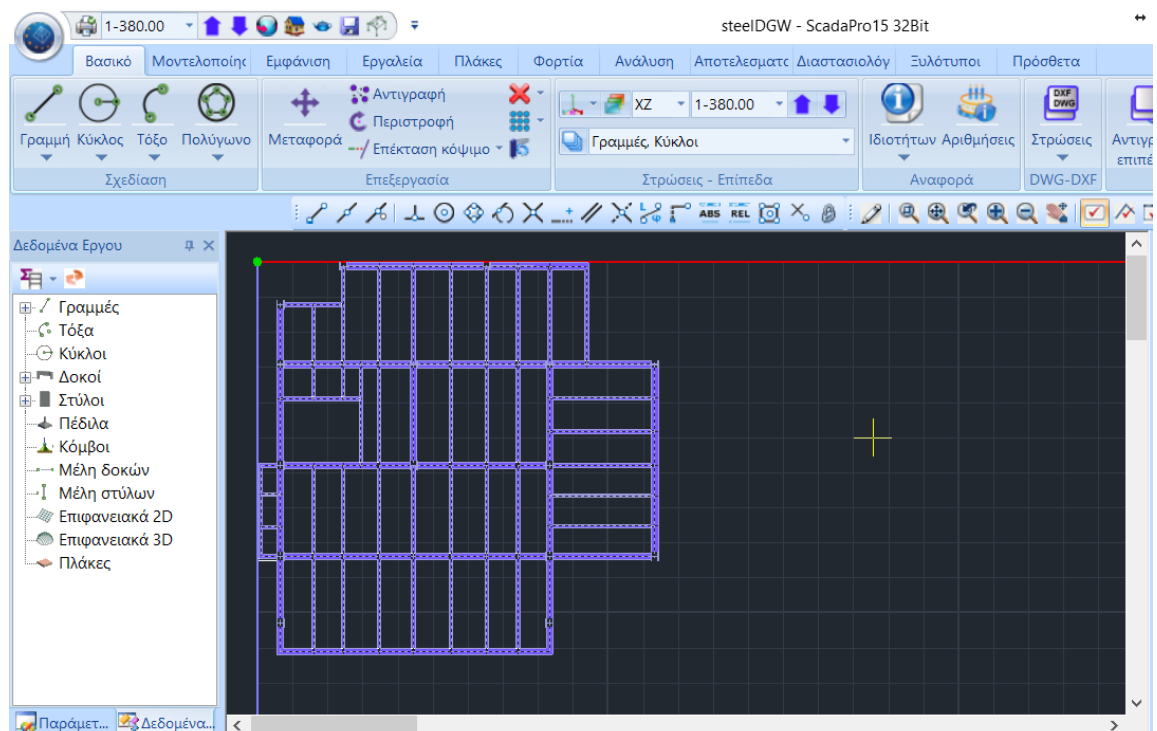 1-380.00
steelDGW - ScadaPro15 32Bit
Βασικό Μοντελοποίης Εμφάνιση Εργαλεία Πλάκες Φορτία Ανάλυση Αποτελεσματα Διαστασιολόγ Ξυλότυποι Πρόσθετα
Γραμμή Κύκλος Τόξο Πολύγωνο
Σχεδίαση
Μεταφορά
Αντιγραφή
Περιστροφή
Επέκταση κόψιμο
Επεξεργασία
XZ 1-380.00
Γραμμές, Κύκλοι
Στρώσεις - Επίπεδα
Ιδιοτήτων Αριθμήσεις
Αναφορά
DXF
DWG
Στρώσεις
DWG-DXF
Αντιγρ
επιπέ
ABS REL
Δεδομένα Εργου
Γραμμές
Τόξα
Κύκλοι
Δοκοί
Στύλοι
Πέδιλα
Κόμβοι
Μέλη δοκών
Μέλη στύλων
Επιφανειακά 2D
Επιφανειακά 3D
Πλάκες
Παράμετ... Δεδομένα...